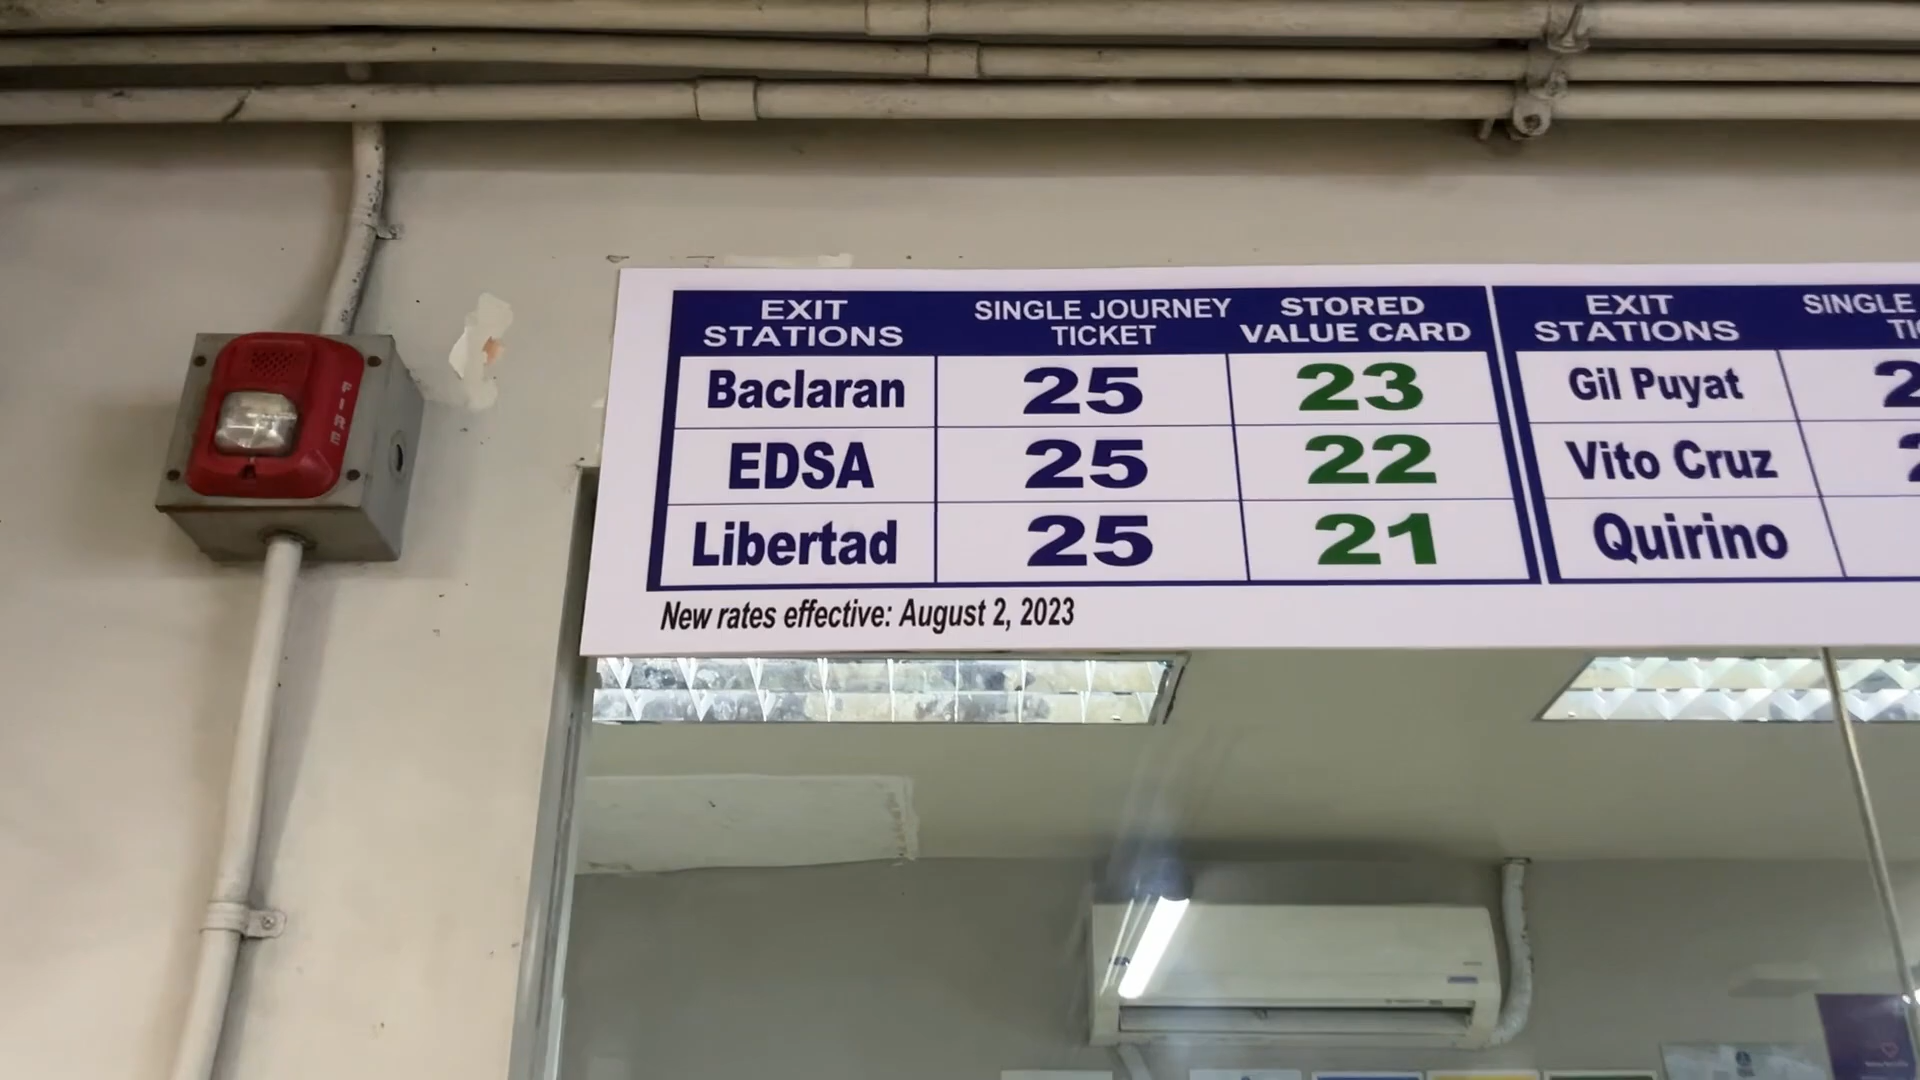 EXIT STATIONS SINGLE JOURNEY TICKET STORED VALUE CARD
Baclaran 25 23
EDSA 25 22
Libertad 25 21
New rates effective: August 2, 2023
EXIT STATIONS SINGLE
Gil Puyat
Vito Cruz
Quirino
FIRE